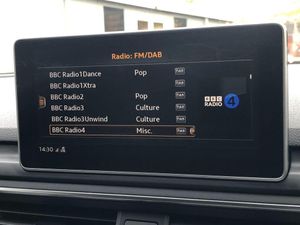 Radio: FM/DAB
BBC Radio1Dance Pop
BBC Radio1Xtra
BBC Radio2 Pop
BBC Radio3 Culture
BBC Radio3Unwind Culture
BBC Radio4 Misc.
BBC
RADIO
4
14:30